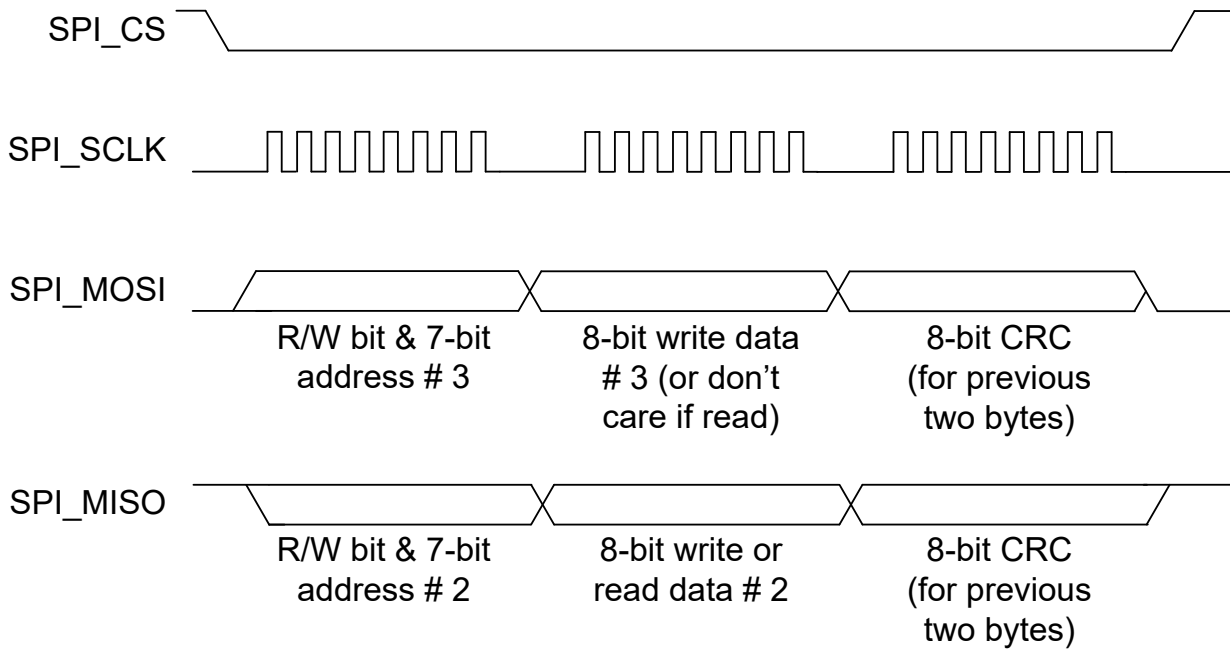 SPI_CS
SPI_SCLK
SPI_MOSI
R/W bit & 7-bit
address # 3
8-bit write data
# 3 (or don't
care if read)
8-bit CRC
(for previous
two bytes)
SPI_MISO
R/W bit & 7-bit
address # 2
8-bit write or
read data # 2
8-bit CRC
(for previous
two bytes)